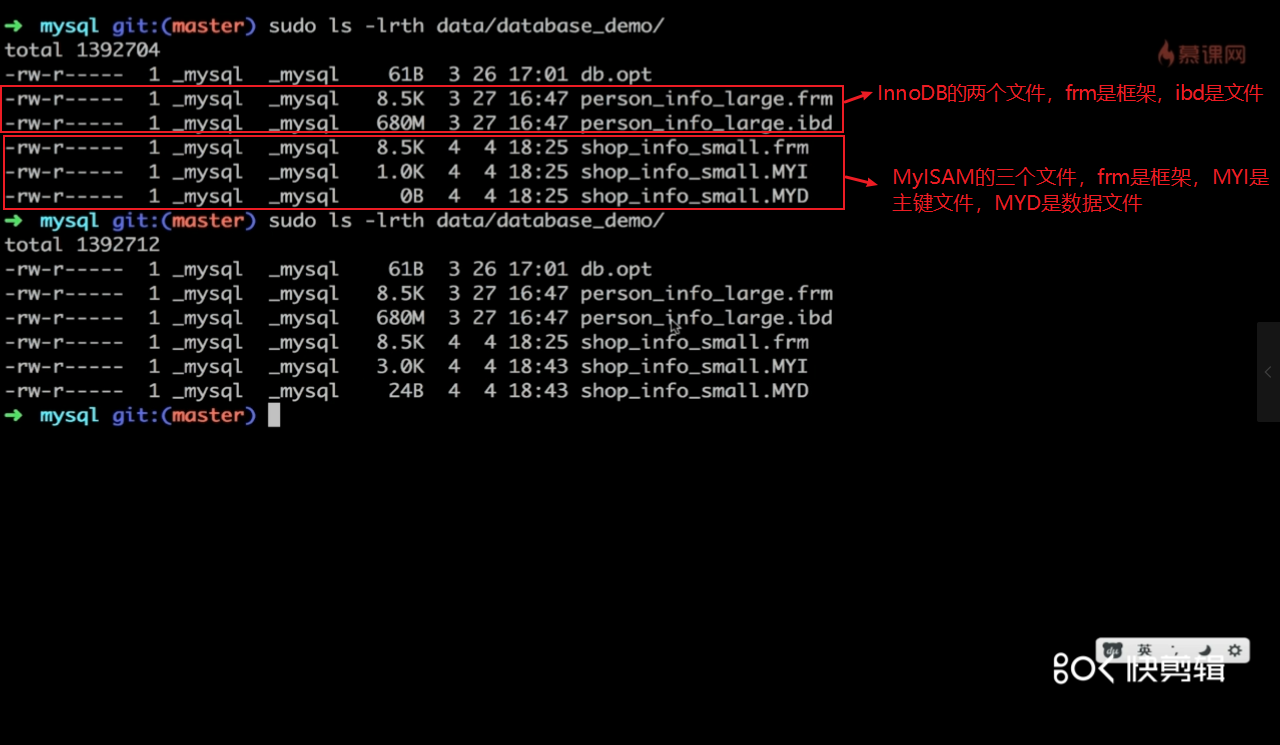 ➜ mysql git:(master) sudo ls -lrth data/database_demo/
total 1392704
慕课网
-rw-r----- 1 _mysql _mysql 61B 3 26 17:01 db.opt
-rw-r----- 1 _mysql _mysql 8.5K 3 27 16:47 person_info_large.frm
InnoDB的两个文件，frm是框架，ibd是文件
-rw-r----- 1 _mysql _mysql 680M 3 27 16:47 person_info_large.ibd
-rw-r----- 1 _mysql _mysql 8.5K 4 4 18:25 shop_info_small.frm
-rw-r----- 1 _mysql _mysql 1.0K 4 4 18:25 shop_info_small.MYI
MyISAM的三个文件，frm是框架，MYI是
主键文件，MYD是数据文件
-rw-r----- 1 _mysql _mysql 0B 4 4 18:25 shop_info_small.MYD
➜ mysql git:(master) sudo ls -lrth data/database_demo/
total 1392712
-rw-r----- 1 _mysql _mysql 61B 3 26 17:01 db.opt
-rw-r----- 1 _mysql _mysql 8.5K 3 27 16:47 person_info_large.frm
-rw-r----- 1 _mysql _mysql 680M 3 27 16:47 person_info_large.ibd
-rw-r----- 1 _mysql _mysql 8.5K 4 4 18:25 shop_info_small.frm
-rw-r----- 1 _mysql _mysql 3.0K 4 4 18:43 shop_info_small.MYI
-rw-r----- 1 _mysql _mysql 24B 4 4 18:43 shop_info_small.MYD
➜ mysql git:(master)
英
快剪辑